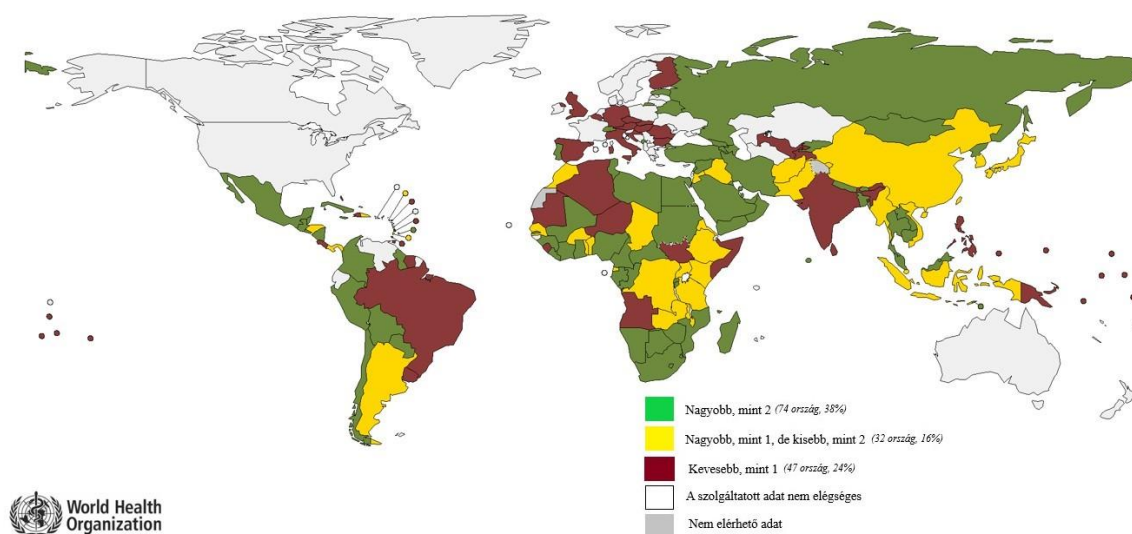 Nagyobb, mint 2 (74 ország, 38%)
Nagyobb, mint 1, de kisebb, mint 2 (32 ország, 16%)
Kevesebb, mint 1 (47 ország, 24%)
A szolgáltatott adat nem elégséges
Nem elérhető adat
World Health
Organization